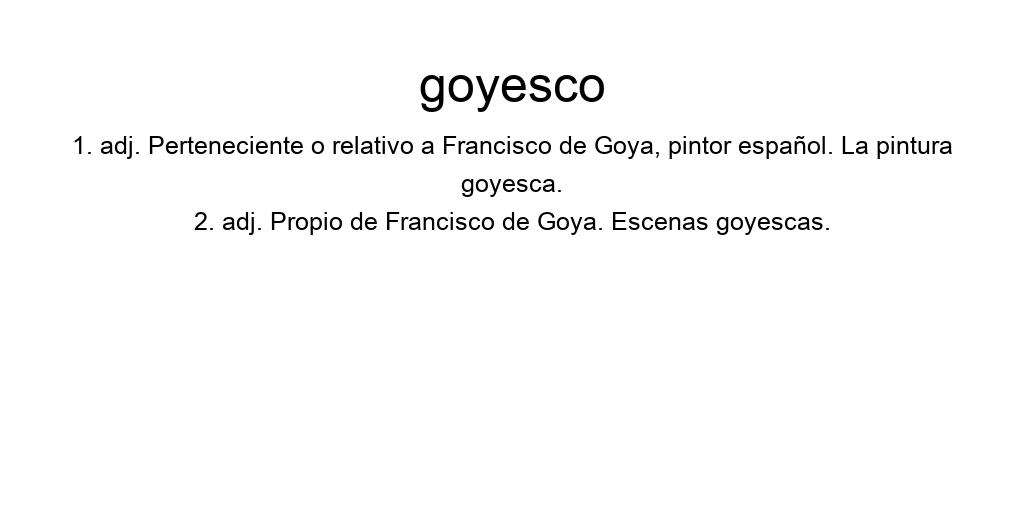 goyesco
1. adj. Perteneciente o relativo a Francisco de Goya, pintor español. La pintura
goyesca.
2. adj. Propio de Francisco de Goya. Escenas goyescas.